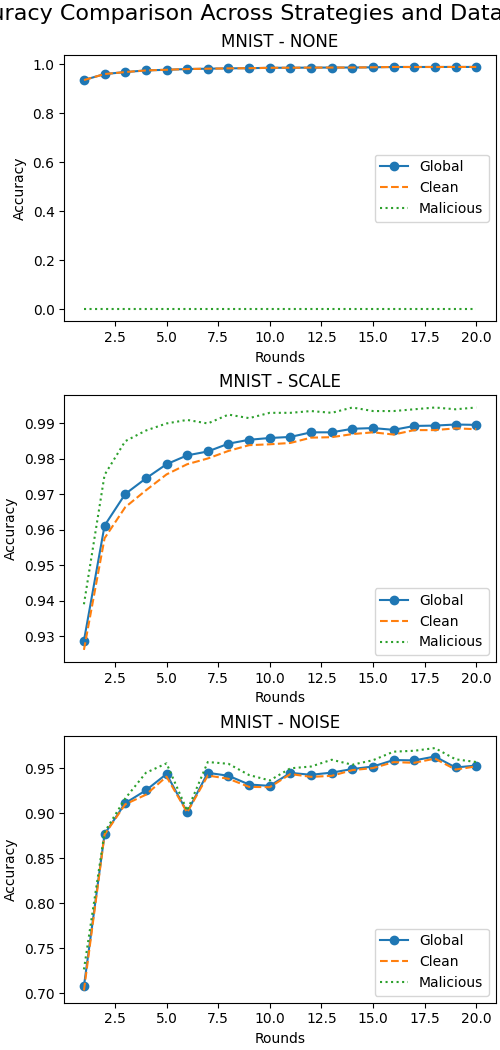 uracy Comparison Across Strategies and Data
MNIST - NONE
1.0
0.8
0.6
0.4
0.2
0.0
Accuracy
Global
Clean
Malicious
2.5 5.0 7.5 10.0 12.5 15.0 17.5 20.0
Rounds
MNIST - SCALE
0.99
0.98
0.97
0.96
0.95
0.94
0.93
Accuracy
Global
Clean
Malicious
2.5 5.0 7.5 10.0 12.5 15.0 17.5 20.0
Rounds
MNIST - NOISE
0.95
0.90
0.85
0.80
0.75
0.70
Accuracy
Global
Clean
Malicious
2.5 5.0 7.5 10.0 12.5 15.0 17.5 20.0
Rounds